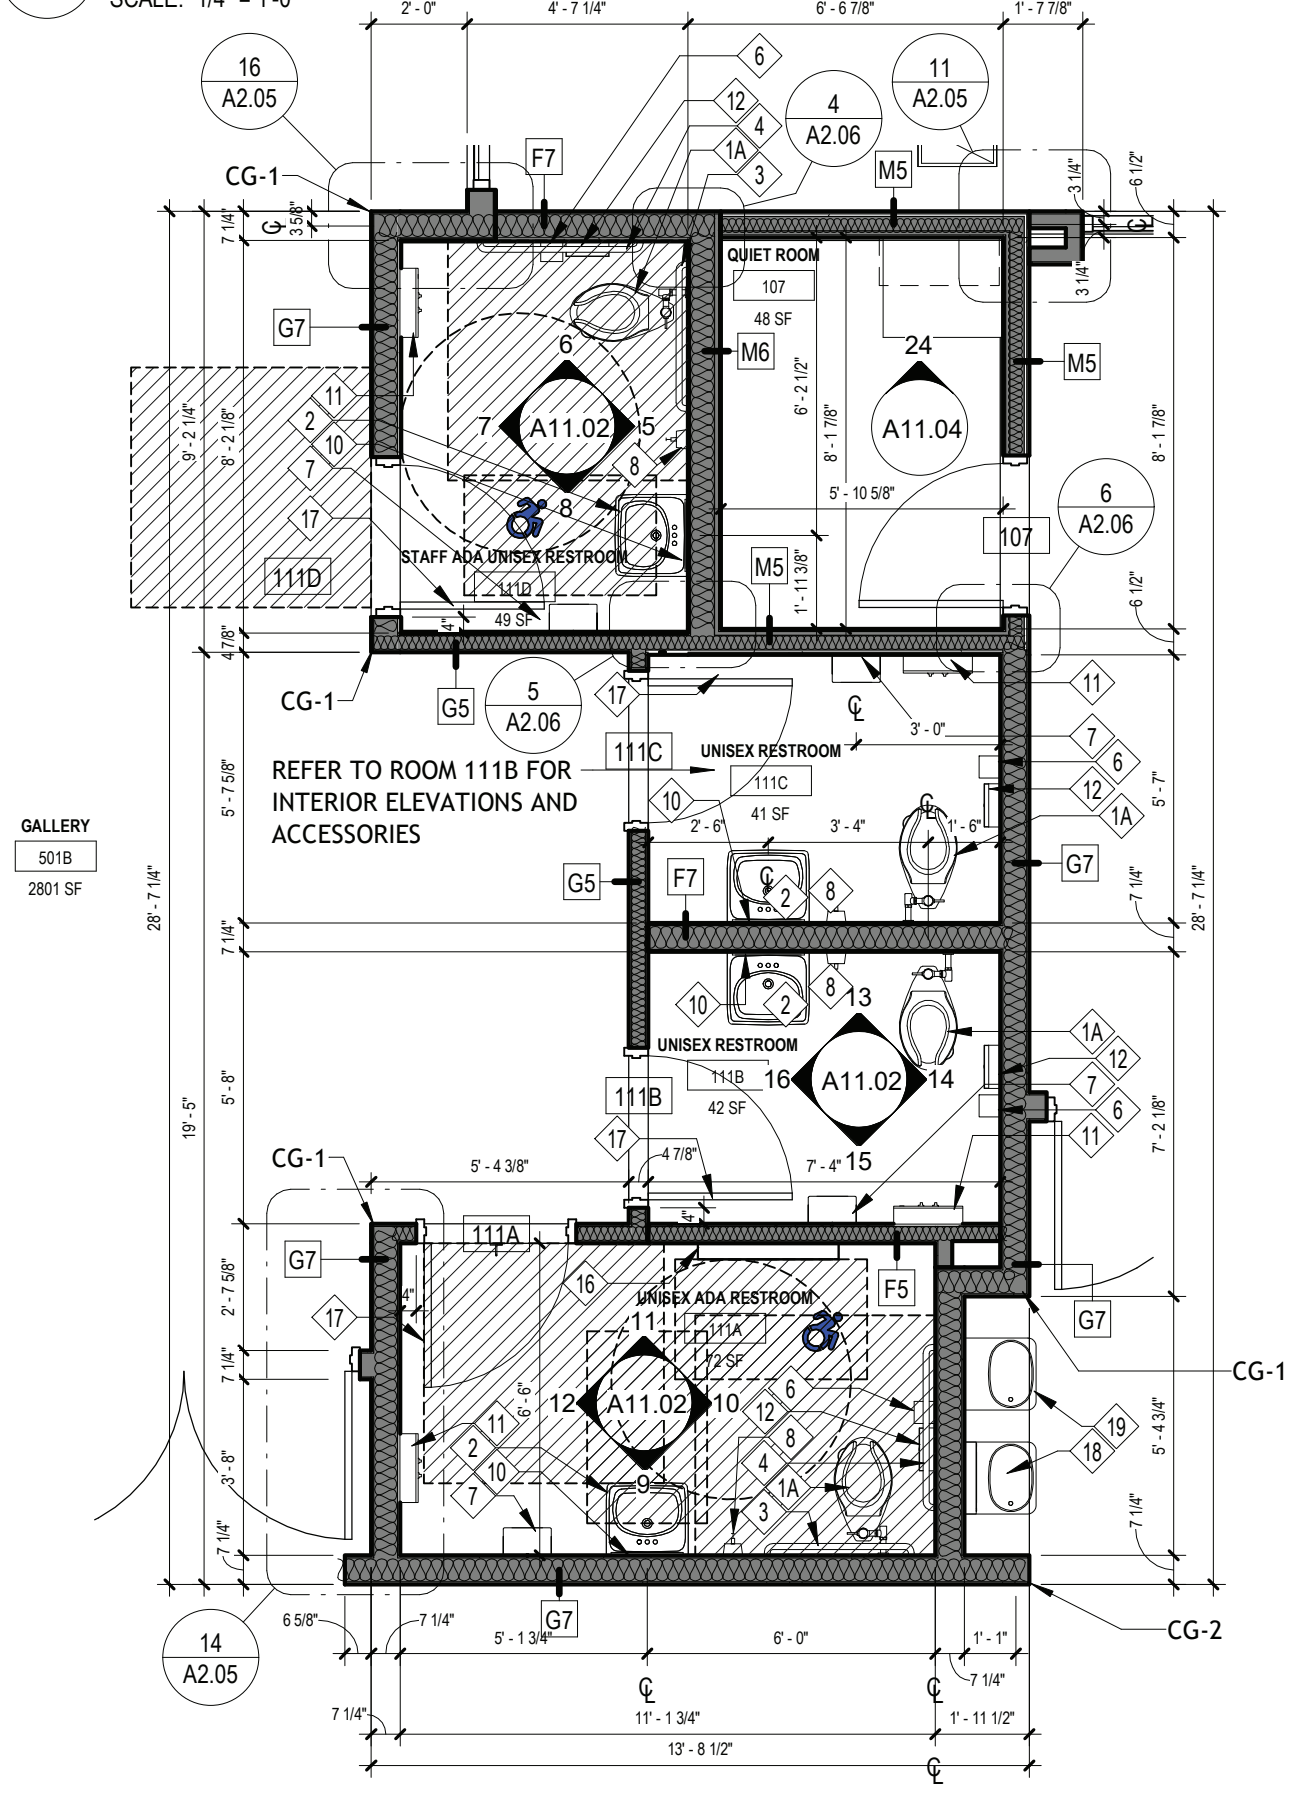 SCALE: 1/4" = 1'-0"
2' - 0"
4' - 7 1/4"
6' - 6 7/8"
1' - 7 7/8"
16
A2.05
6
12
4
1A
3
4
A2.06
11
A2.05
CG-1
F7
M5
3 1/4"
6 1/2"
7 1/4"
3 5/8"
3 1/4"
QUIET ROOM
107
48 SF
G7
M6
M5
6
7
A11.02
5
8
24
A11.04
11
2
10
7
17
8
9' - 2 1/4"
8' - 2 1/8"
6' - 2 1/2"
8' - 1 7/8"
8' - 1 7/8"
5' - 10 5/8"
6
A2.06
107
111D
STAFF ADA UNISEX RESTROOM
111D
49 SF
4"
M5
1' - 11 3/8"
6 1/2"
4 7/8"
CG-1
G5
5
A2.06
17
11
3' - 0"
7
6
12
1A
REFER TO ROOM 111B FOR
INTERIOR ELEVATIONS AND
ACCESSORIES
111C
UNISEX RESTROOM
111C
41 SF
10
2' - 6"
3' - 4"
1' - 6"
5' - 7 5/8"
5' - 7"
GALLERY
501B
2801 SF
G5
F7
2
8
G7
28' - 7 1/4"
7 1/4"
7 1/4"
28' - 7 1/4"
10
2
8
13
UNISEX RESTROOM
111B
42 SF
16
A11.02
14
15
1A
12
7
6
11
111B
17
5' - 8"
19' - 5"
7' - 2 1/8"
CG-1
5' - 4 3/8"
4 7/8"
7' - 4"
4"
G7
111A
16
F5
G7
17
4"
2' - 7 5/8"
UNISEX ADA RESTROOM
111A
72 SF
11
12
A11.02
10
9
CG-1
7 1/4"
6' - 6"
6
12
8
4
1A
3
11
2
10
7
19
18
5' - 4 3/4"
3' - 8"
7 1/4"
7 1/4"
G7
CG-2
14
A2.05
6 5/8"
7 1/4"
5' - 1 3/4"
6' - 0"
1' - 1"
7 1/4"
7 1/4"
11' - 1 3/4"
1' - 11 1/2"
13' - 8 1/2"